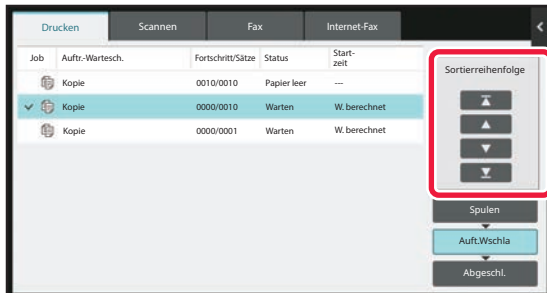 Drucken Scannen Fax Internet-Fax
Job Auftr.-Wartesch. Fortschritt/Sätze Status Start-
zeit
Kopie 0010/0010 Papier leer ---
Kopie 0000/0010 Warten W. berechnet
Kopie 0000/0001 Warten W. berechnet
Sortierreihenfolge
Spulen
Auft.Wschla
Abgeschl.